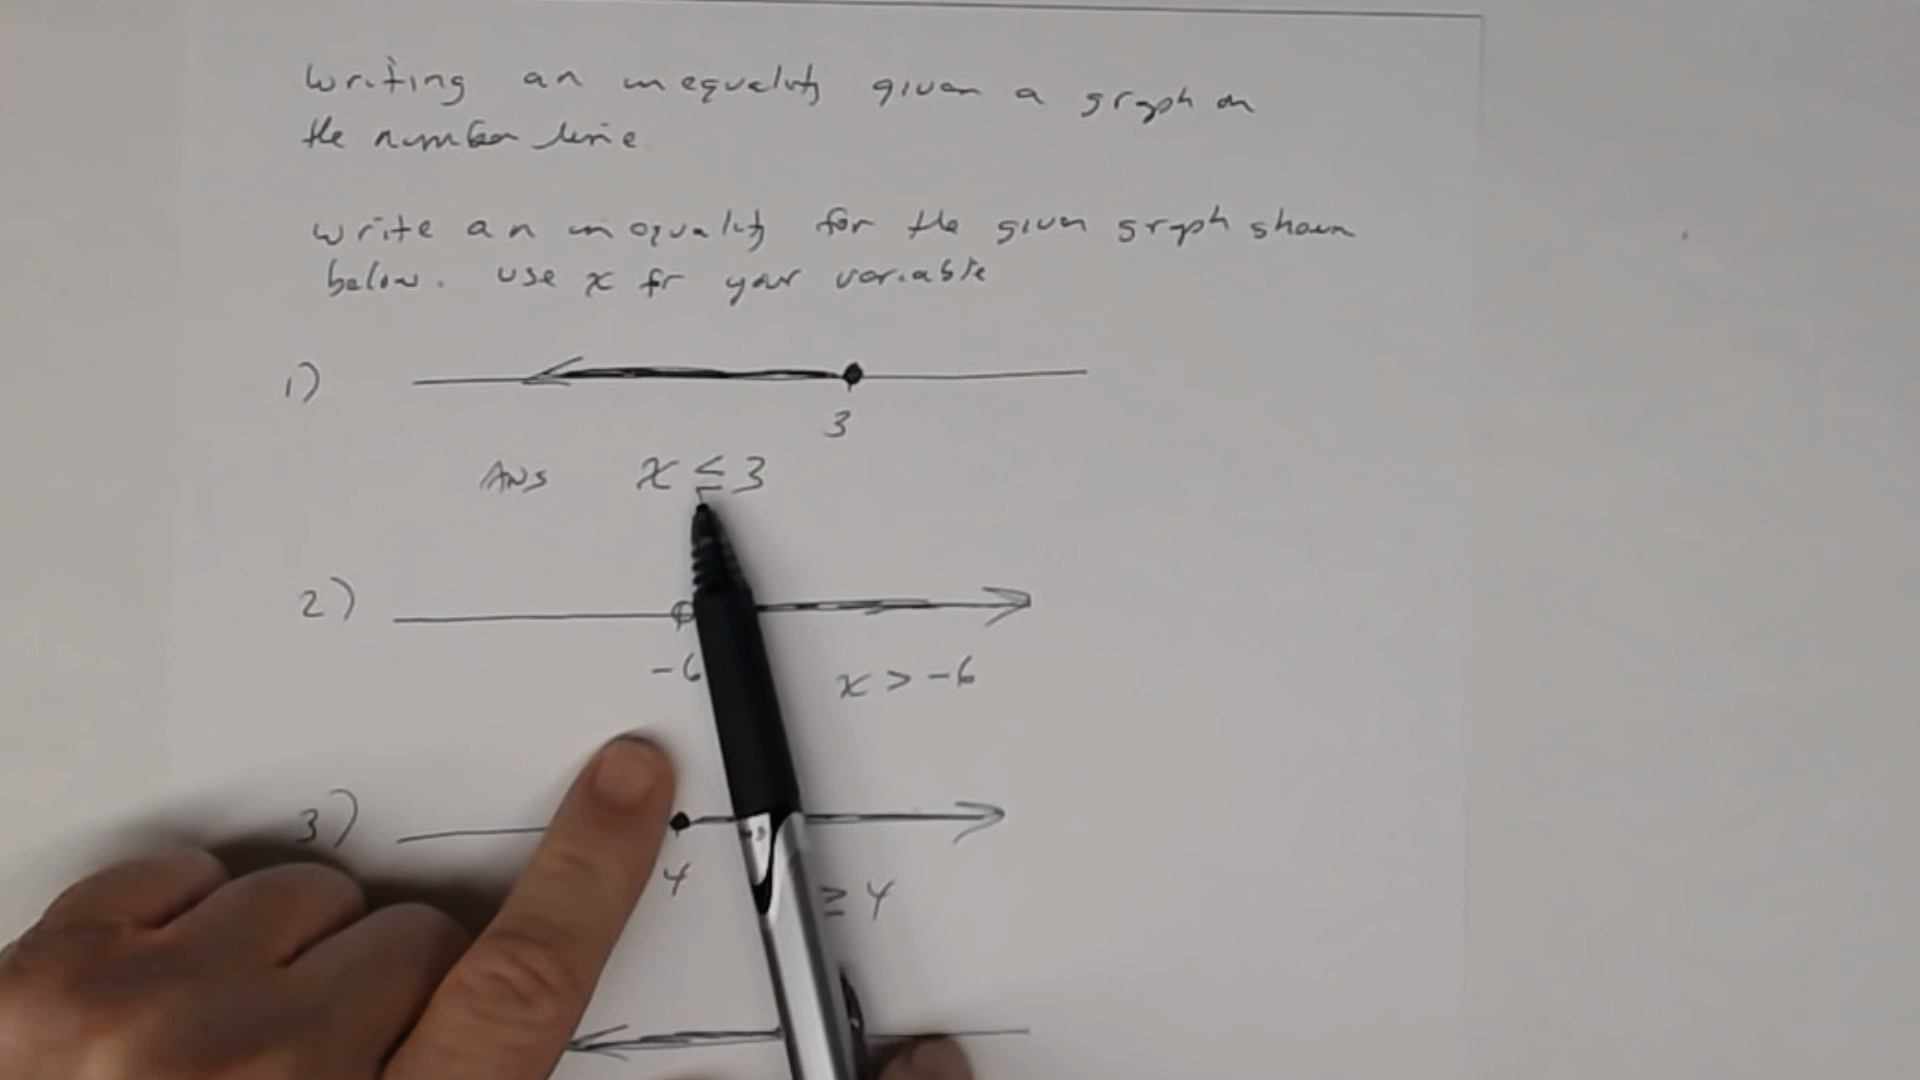 Writing an inequality given a graph on
the number line
Write an inequality for the given graph shown
below. Use x for your variable
1)
3
Ans x ≤ 3
2)
-6
x > -6
3)
4
≥ 4